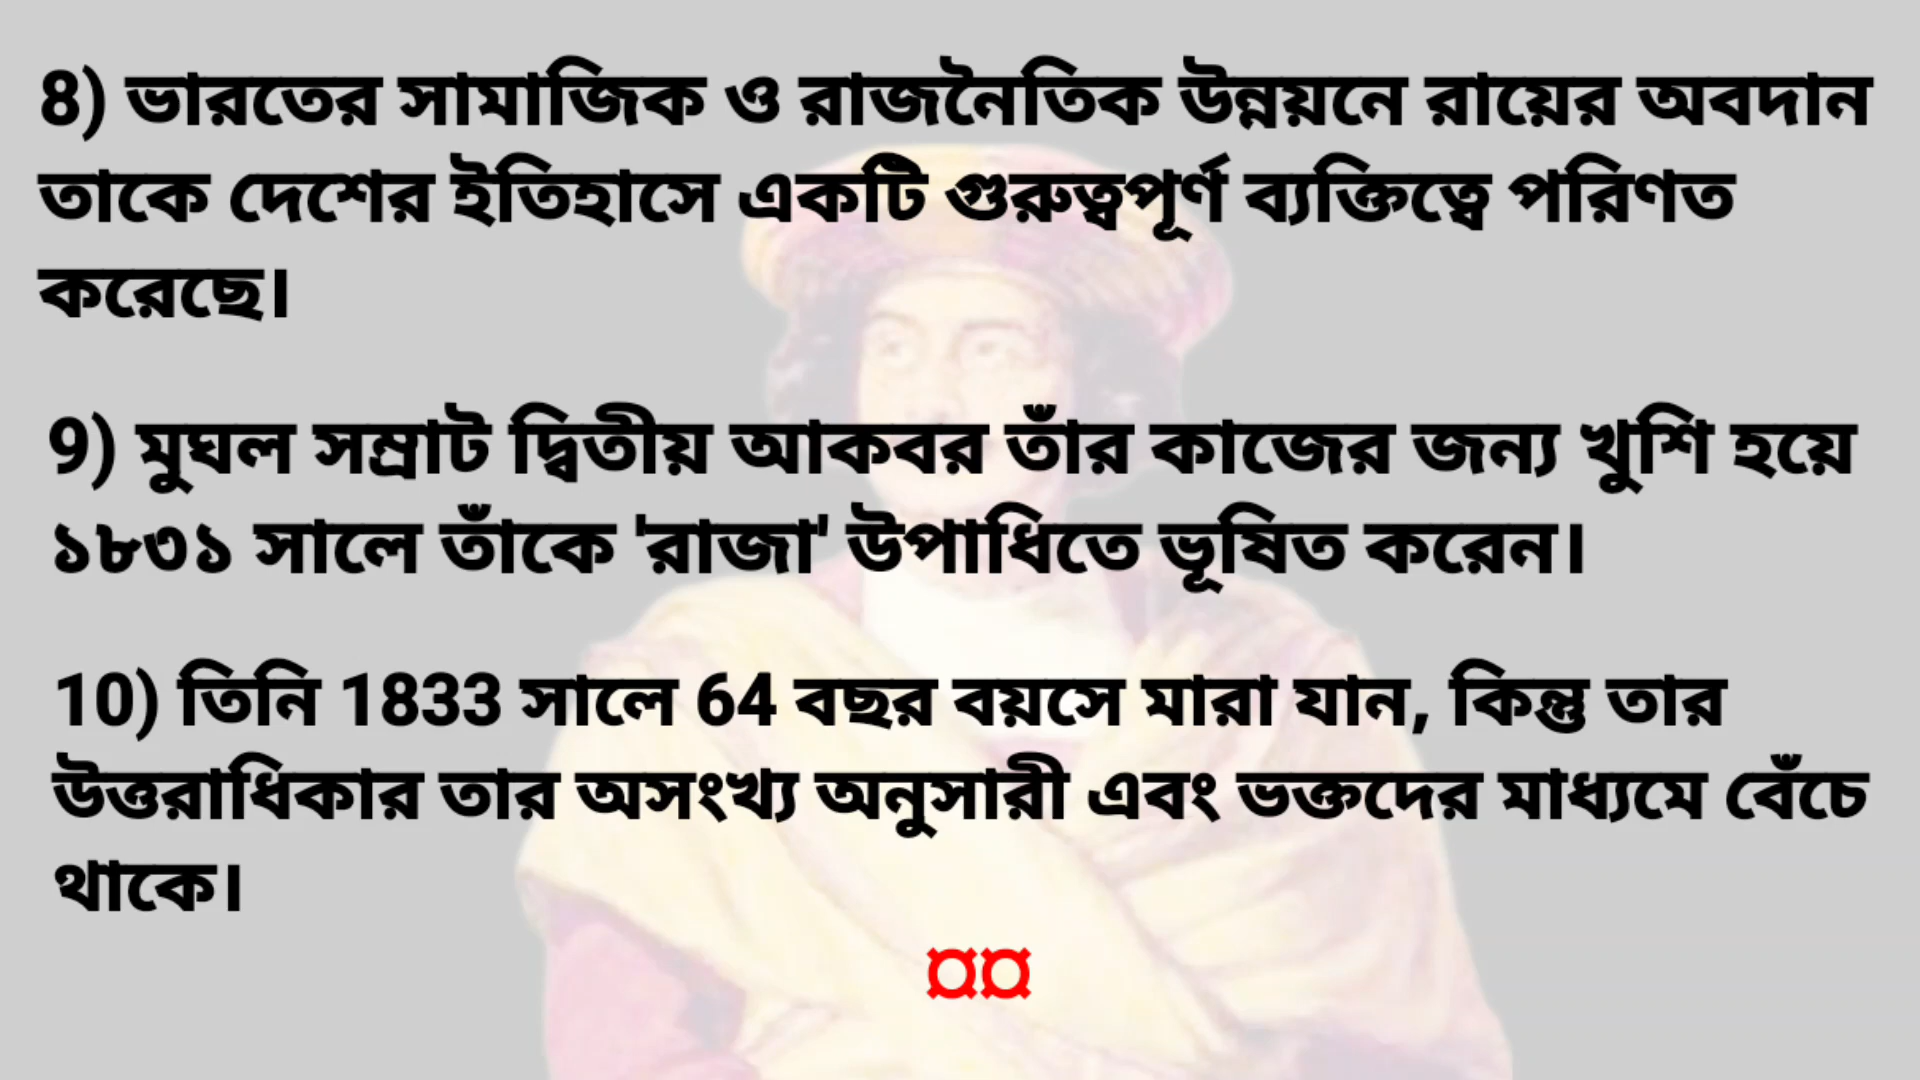 8) ভারতের সামাজিক ও রাজনৈতিক উন্নয়নে রায়ের অবদান
তাকে দেশের ইতিহাসে একটি গুরুত্বপূর্ণ ব্যক্তিত্বে পরিণত
করেছে।
9) মুঘল সম্রাট দ্বিতীয় আকবর তাঁর কাজের জন্য খুশি হয়ে
১৮৩১ সালে তাঁকে 'রাজা' উপাধিতে ভূষিত করেন।
10) তিনি 1833 সালে 64 বছর বয়সে মারা যান, কিন্তু তার
উত্তরাধিকার তার অসংখ্য অনুসারী এবং ভক্তদের মাধ্যমে বেঁচে
থাকে।
¤¤